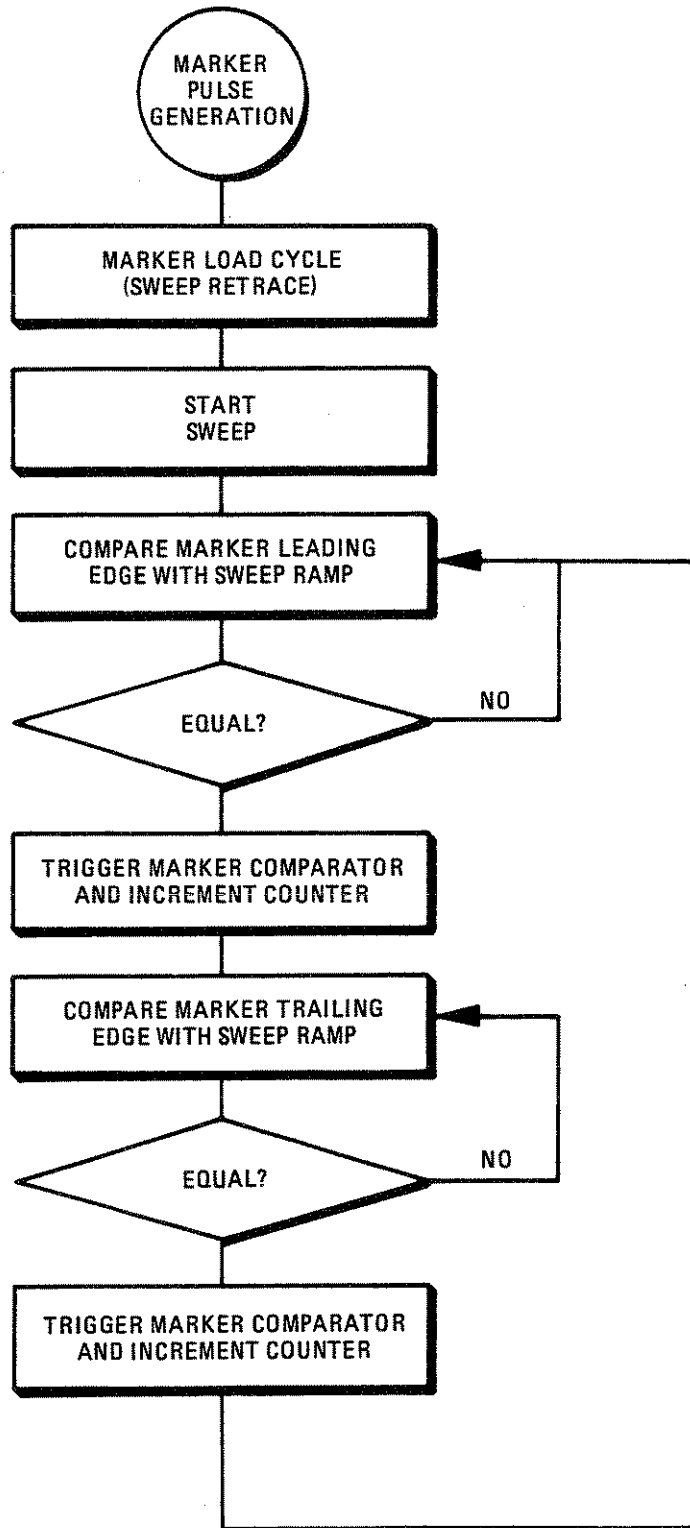 MARKER
PULSE
GENERATION
MARKER LOAD CYCLE
(SWEEP RETRACE)
START
SWEEP
COMPARE MARKER LEADING
EDGE WITH SWEEP RAMP
EQUAL?
NO
TRIGGER MARKER COMPARATOR
AND INCREMENT COUNTER
COMPARE MARKER TRAILING
EDGE WITH SWEEP RAMP
EQUAL?
NO
TRIGGER MARKER COMPARATOR
AND INCREMENT COUNTER